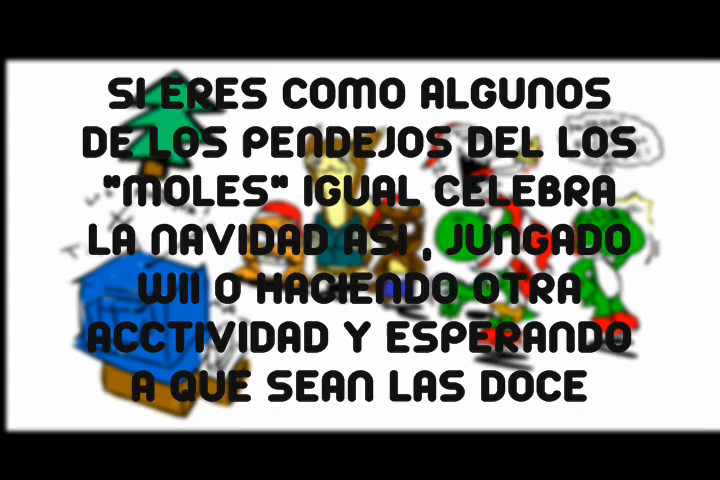 SI ERES COMO ALGUNOS
DE LOS PENDEJOS DEL LOS
"MOLES" IGUAL CELEBRA
LA NAVIDAD ASI , JUNGADO
WII O HACIENDO OTRA
ACCTIVIDAD Y ESPERANDO
A QUE SEAN LAS DOCE